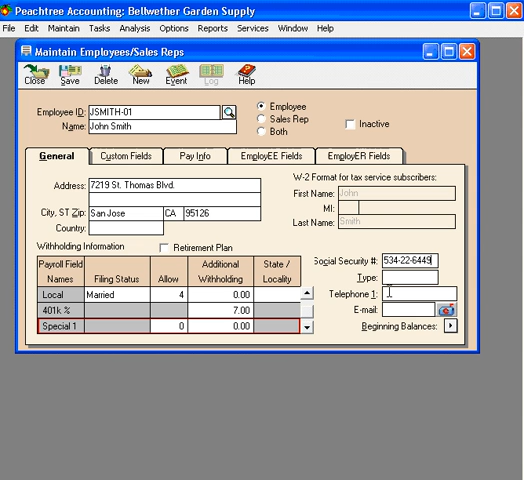 Peachtree Accounting: Bellwether Garden Supply
File Edit Maintain Tasks Analysis Options Reports Services Window Help
Maintain Employees/Sales Reps
Close Save Delete New Event Log Help
Employee ID: JSMITH-01
Name: John Smith
Employee
Sales Rep
Both
Inactive
General Custom Fields Pay Info EmployEE Fields EmployER Fields
Address: 7219 St. Thomas Blvd.
City, ST Zip: San Jose CA 95126
Country:
W-2 Format for tax service subscribers:
First Name: John
MI:
Last Name: Smith
Withholding Information Retirement Plan
Payroll Field Names Filing Status Allow Additional Withholding State / Locality
Local Married 4 0.00
401k % 7.00
Special 1 0 0.00
Social Security #: 534-22-6449
Type:
Telephone 1:
E-mail:
Beginning Balances: